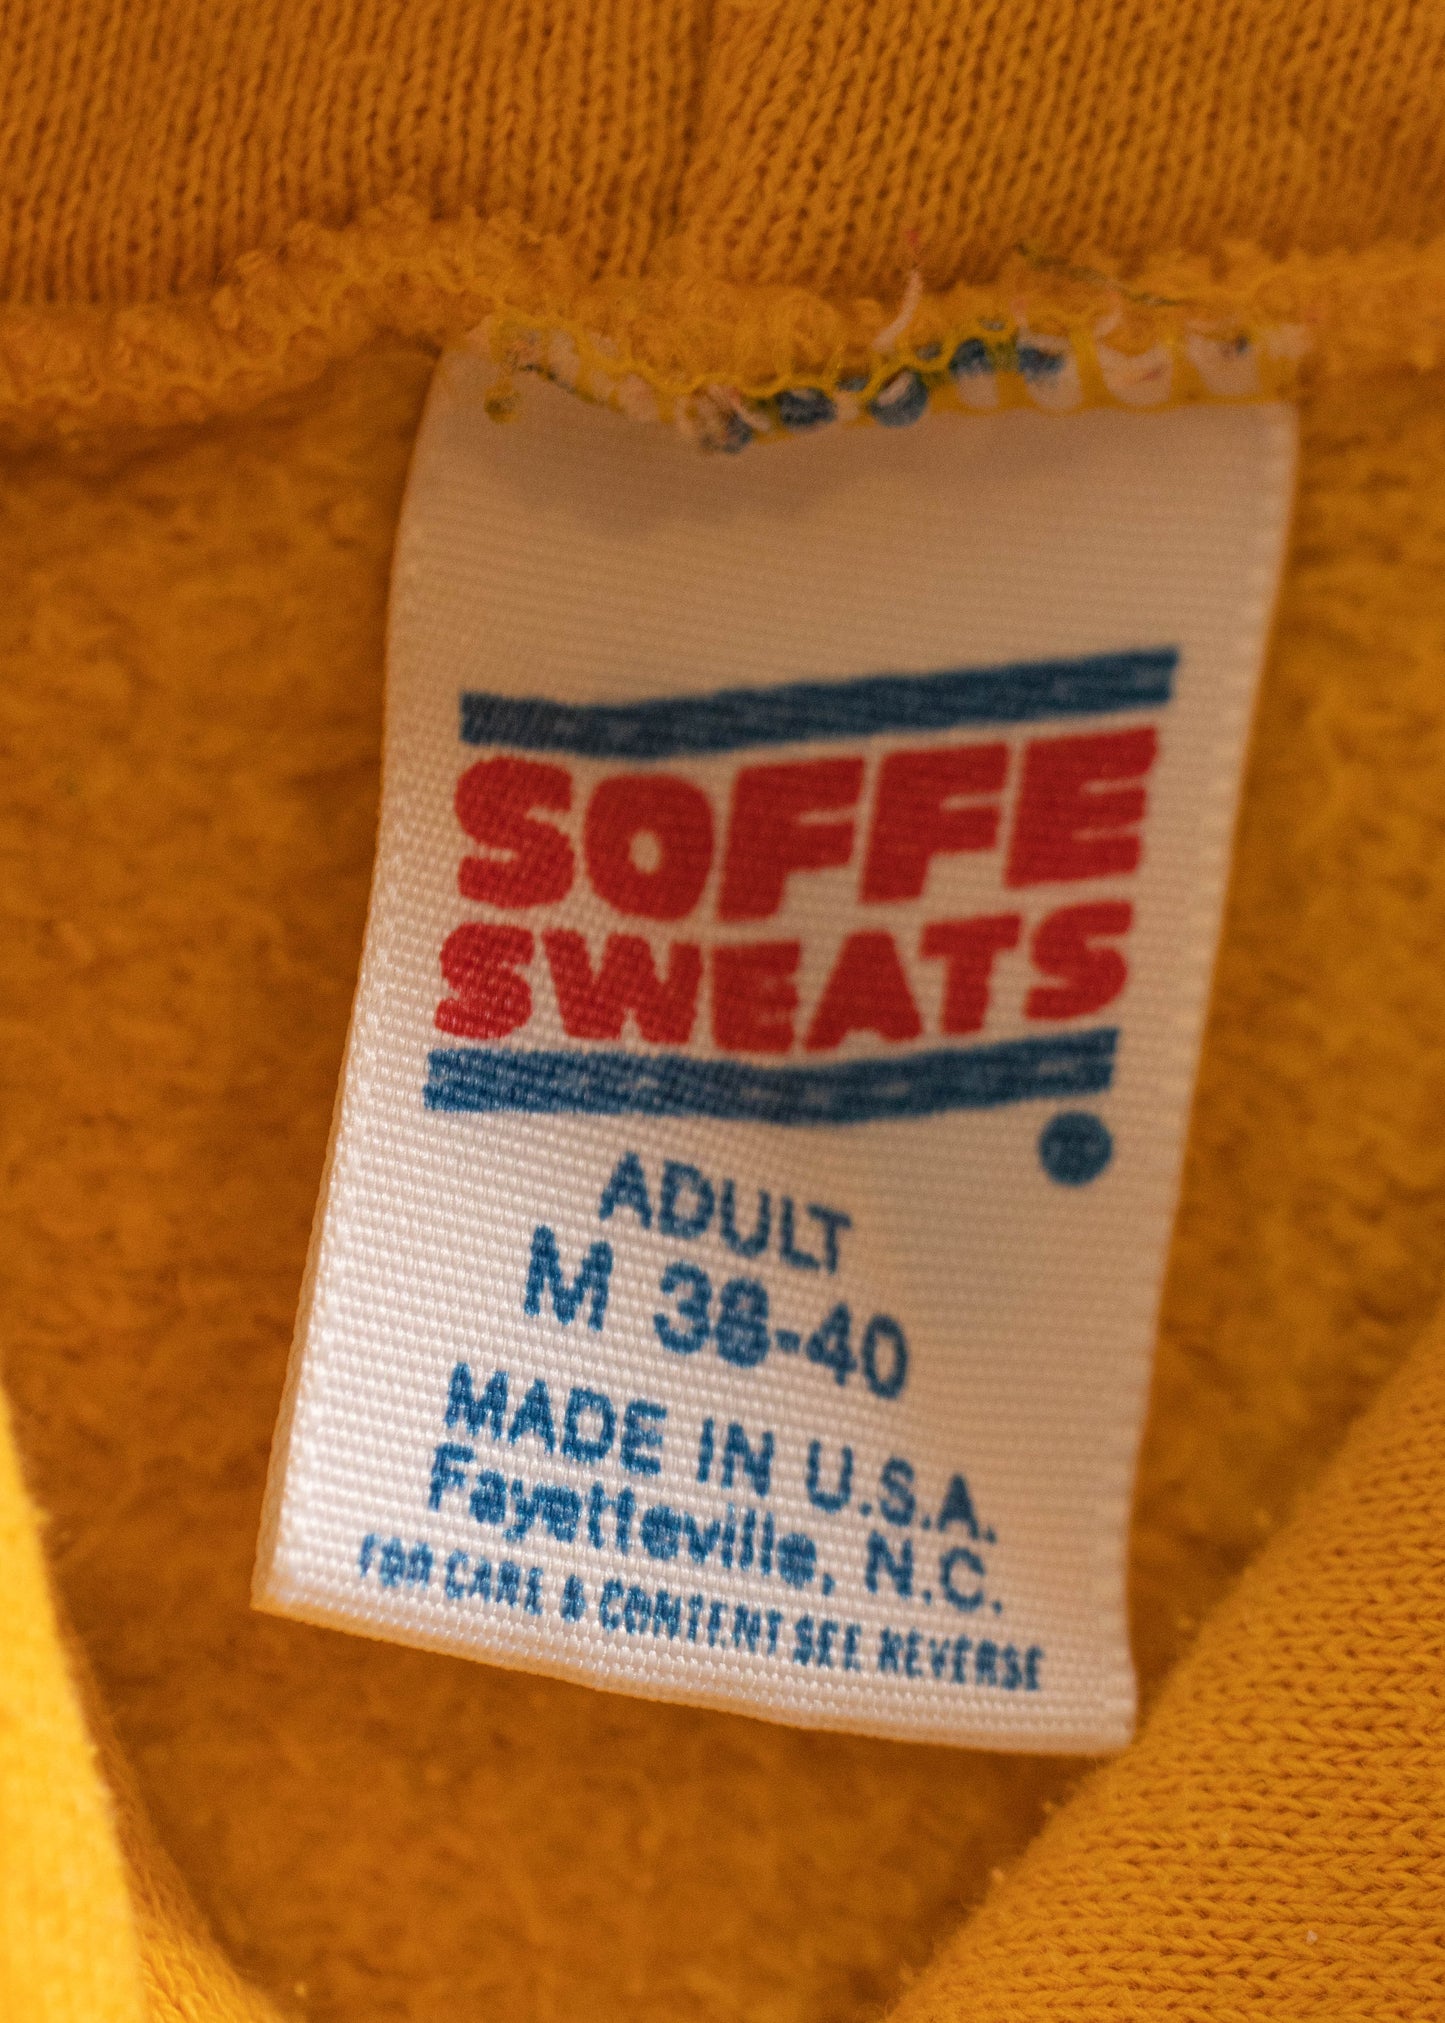 SOFFE
SWEATS
ADULT
M 38-40
MADE IN U.S.A.
Fayetteville, N.C.
FOR CARE & CONTENT SEE REVERSE